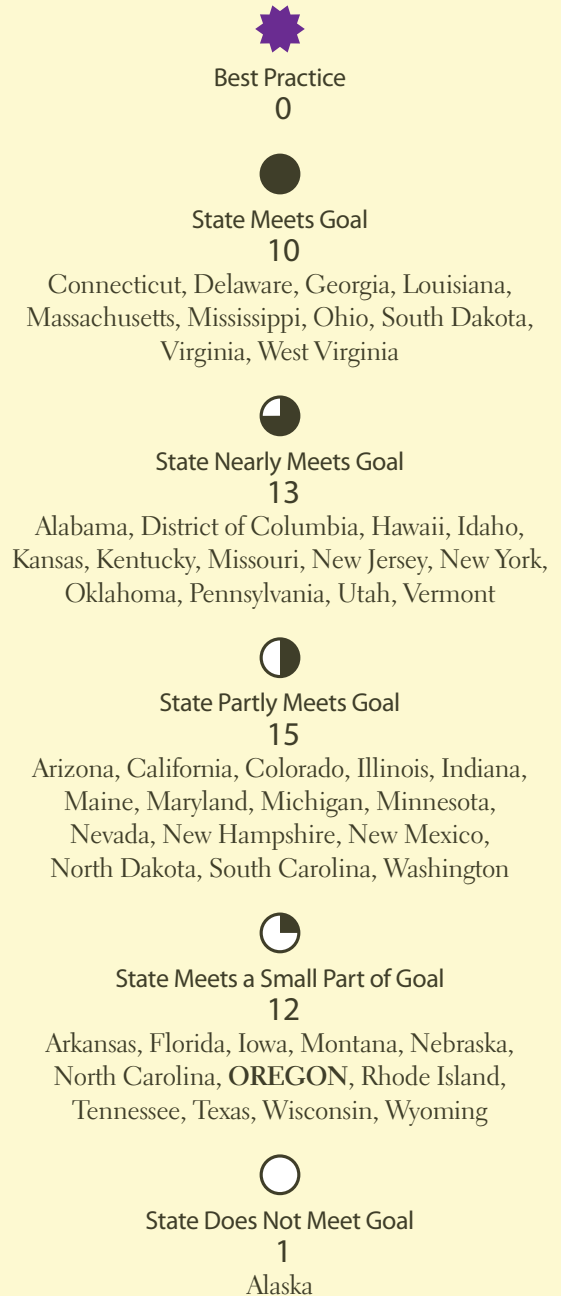 Best Practice
0
State Meets Goal
10
Connecticut, Delaware, Georgia, Louisiana,
Massachusetts, Mississippi, Ohio, South Dakota,
Virginia, West Virginia
State Nearly Meets Goal
13
Alabama, District of Columbia, Hawaii, Idaho,
Kansas, Kentucky, Missouri, New Jersey, New York,
Oklahoma, Pennsylvania, Utah, Vermont
State Partly Meets Goal
15
Arizona, California, Colorado, Illinois, Indiana,
Maine, Maryland, Michigan, Minnesota,
Nevada, New Hampshire, New Mexico,
North Dakota, South Carolina, Washington
State Meets a Small Part of Goal
12
Arkansas, Florida, Iowa, Montana, Nebraska,
North Carolina, OREGON, Rhode Island,
Tennessee, Texas, Wisconsin, Wyoming
State Does Not Meet Goal
1
Alaska